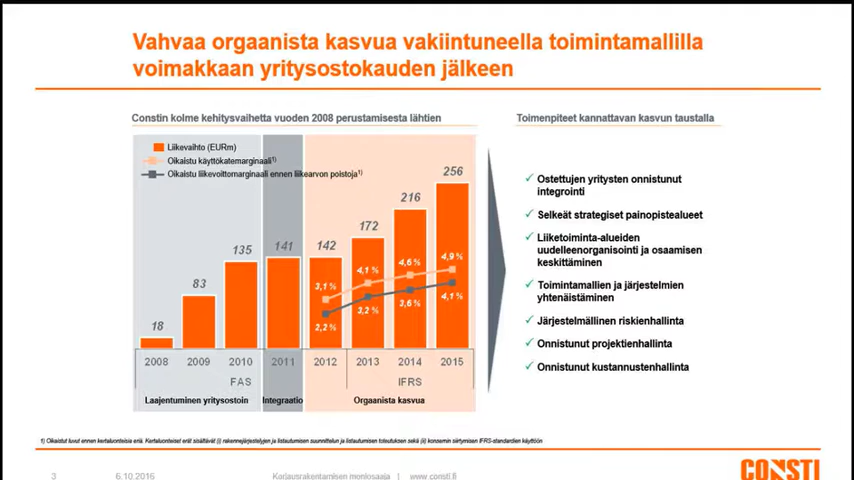 Vahvaa orgaanista kasvua vakiintuneella toimintamallilla
voimakkaan yritysostokauden jälkeen
Constin kolme kehitysvaihetta vuoden 2008 perustamisesta lähtien
Liikevaihto (EURm)
Oikaistu käyttökatemarginaali¹⁾
Oikaistu liikevoittomarginaali ennen liikearvon poistoja¹⁾
18
83
135
141
142
172
216
256
3,1 %
4,1 %
4,6 %
4,9 %
2,2 %
3,2 %
3,6 %
4,1 %
2008 2009 2010 2011 2012 2013 2014 2015
FAS IFRS
Laajentuminen yritysostoin Integraatio Orgaanista kasvua
Toimenpiteet kannattavan kasvun taustalla
✓ Ostettujen yritysten onnistunut
integrointi
✓ Selkeät strategiset painopistealueet
✓ Liiketoiminta-alueiden
uudelleenorganisointi ja osaamisen
keskittäminen
✓ Toimintamallien ja järjestelmien
yhtenäistäminen
✓ Järjestelmällinen riskienhallinta
✓ Onnistunut projektienhallinta
✓ Onnistunut kustannustenhallinta
1) Oikaistut luvut ennen kertaluonteisia eriä. Kertaluonteiset erät sisältävät (i) rakennejärjestelyjen ja listautumisen suunnittelun ja listautumisen toteutuksen sekä (ii) konsernin siirtymisen IFRS-standardien käyttöön
3 6.10.2016 Korjausrakentamisen moniosaaja | www.consti.fi
CONSTI